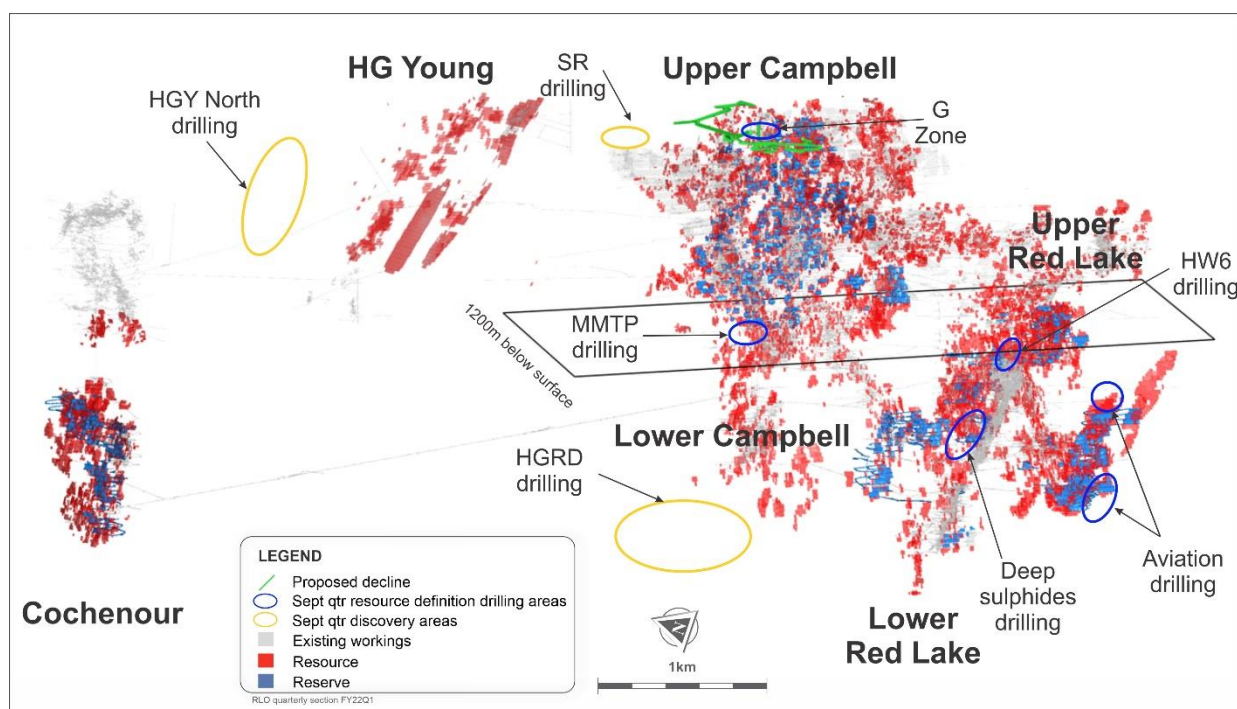 HG Young
SR
drilling
Upper Campbell
HGY North
drilling
G
Zone
Upper
Red Lake
HW6
drilling
1200m below surface
MMTP
drilling
Lower Campbell
HGRD
drilling
Cochenour
LEGEND
Proposed decline
Sept qtr resource definition drilling areas
Sept qtr discovery areas
Existing workings
Resource
Reserve
RLO quarterly section FY22Q1
N
1km
Deep
sulphides
drilling
Aviation
drilling
Lower
Red Lake